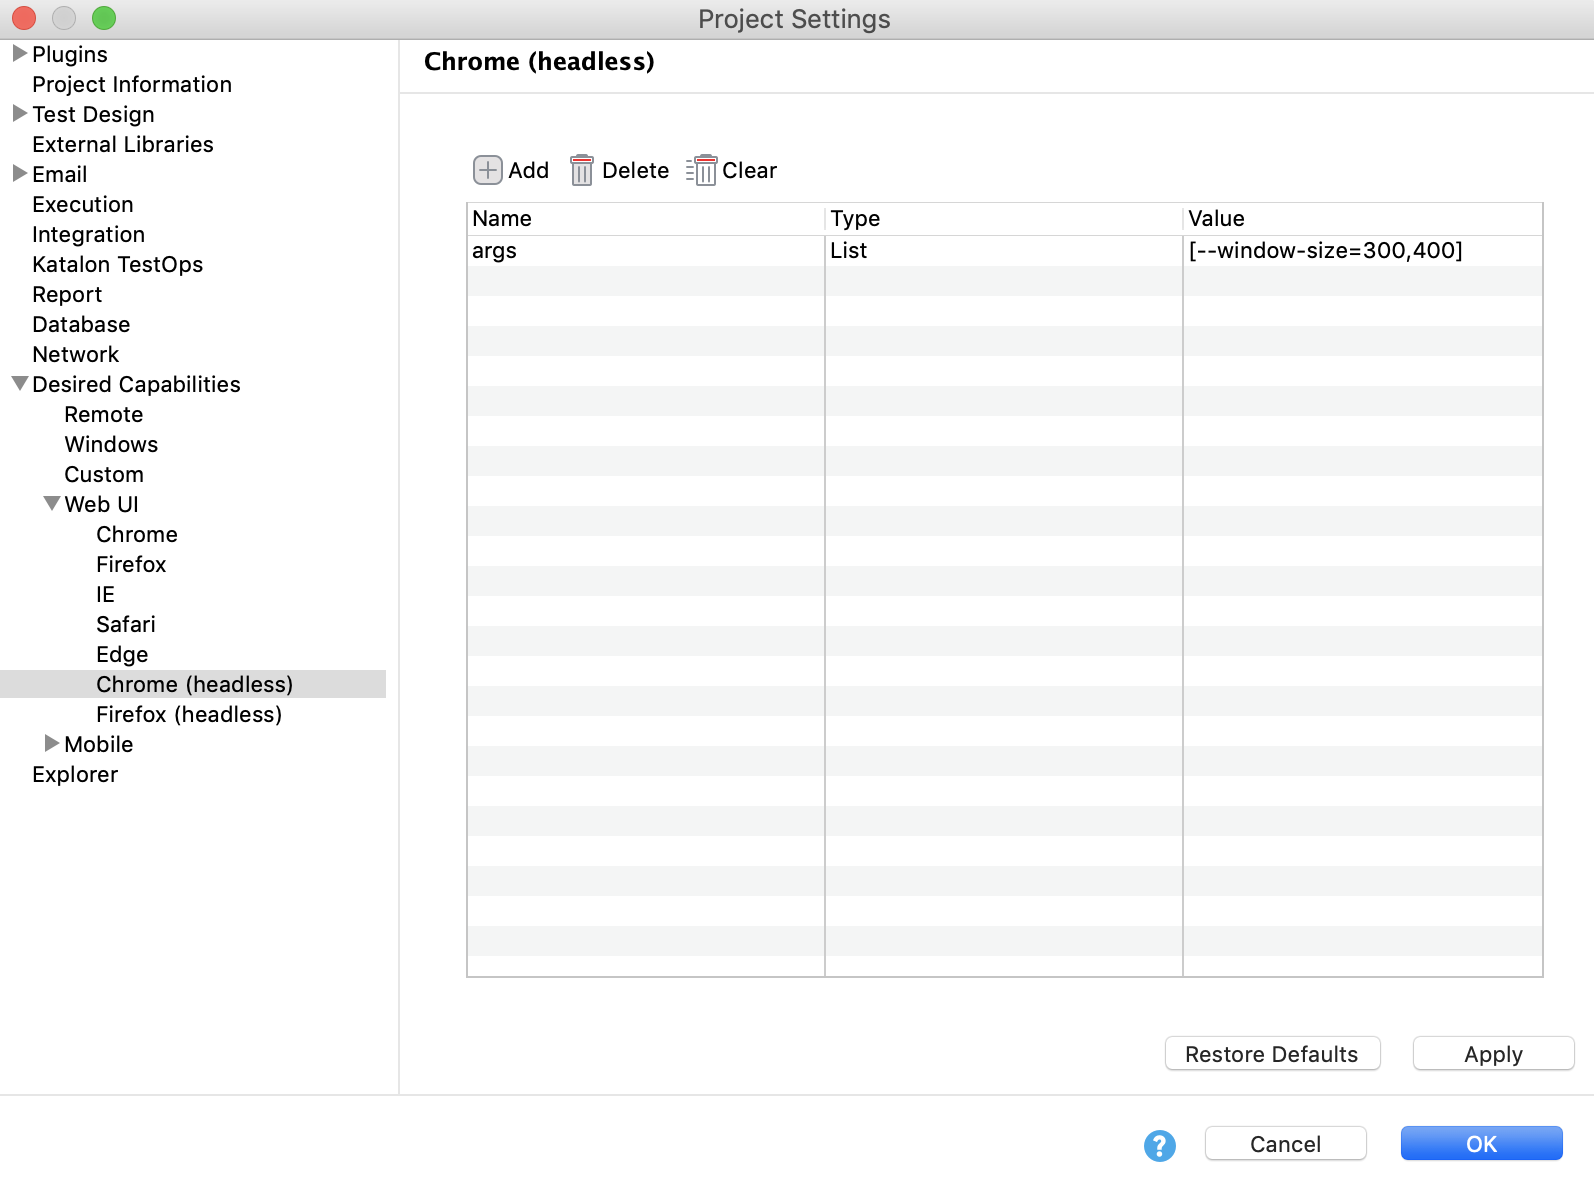 Project Settings
Plugins
Project Information
Test Design
External Libraries
Email
Execution
Integration
Katalon TestOps
Report
Database
Network
Desired Capabilities
Remote
Windows
Custom
Web UI
Chrome
Firefox
IE
Safari
Edge
Chrome (headless)
Firefox (headless)
Mobile
Explorer
Chrome (headless)
Add Delete Clear
Name Type Value
args List [--window-size=300,400]
Restore Defaults Apply
? Cancel OK